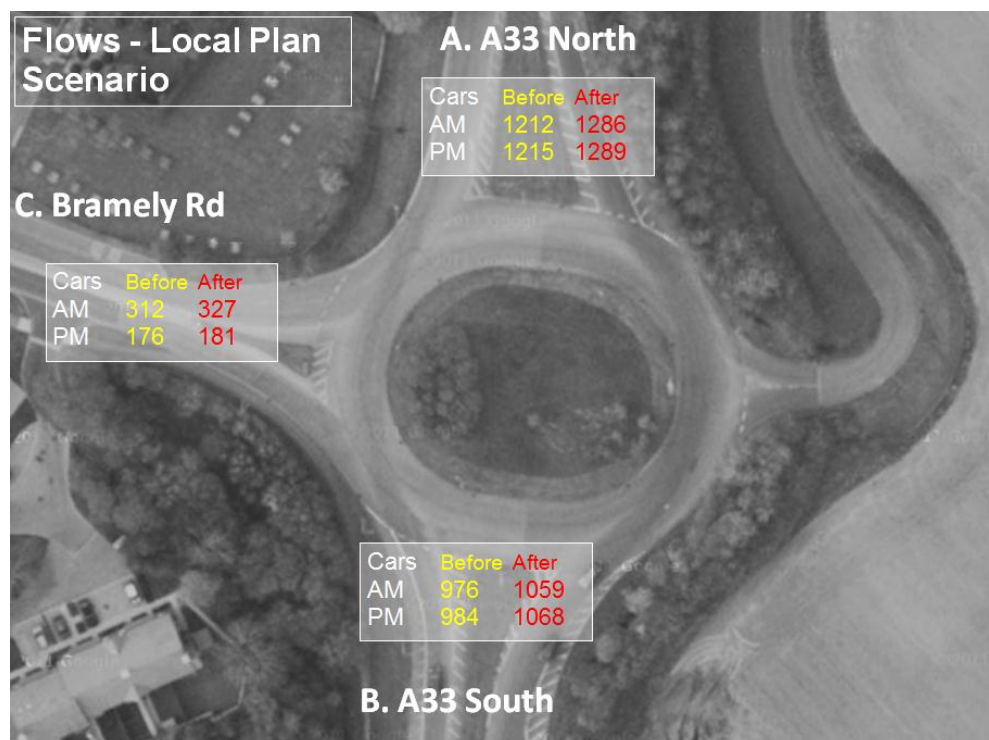 Flows - Local Plan
Scenario
A. A33 North
Cars Before After
AM 1212 1286
PM 1215 1289
C. Bramely Rd
Cars Before After
AM 312 327
PM 176 181
Cars Before After
AM 976 1059
PM 984 1068
B. A33 South